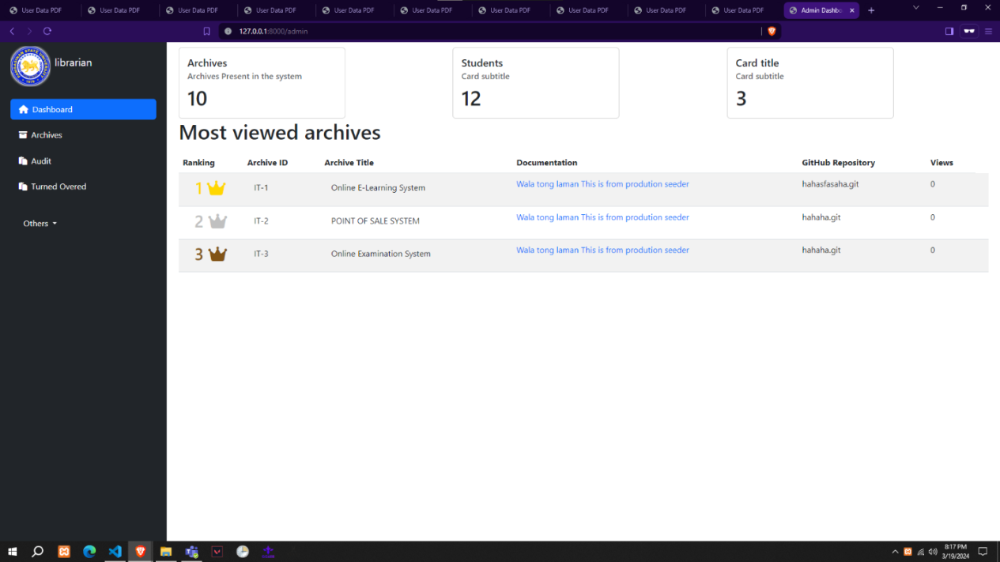 User Data PDF
User Data PDF
User Data PDF
User Data PDF
User Data PDF
User Data PDF
User Data PDF
User Data PDF
User Data PDF
User Data PDF
Admin Dashbo
127.0.0.1:8000/admin
librarian
Dashboard
Archives
Audit
Turned Overed
Others
Archives
Archives Present in the system
10
Students
Card subtitle
12
Card title
Card subtitle
3
Most viewed archives
Ranking Archive ID Archive Title Documentation GitHub Repository Views
1 IT-1 Online E-Learning System Wala tong laman This is from prodution seeder hahasfasaha.git 0
2 IT-2 POINT OF SALE SYSTEM Wala tong laman This is from prodution seeder hahaha.git 0
3 IT-3 Online Examination System Wala tong laman This is from prodution seeder hahaha.git 0
8:17 PM
3/19/2024